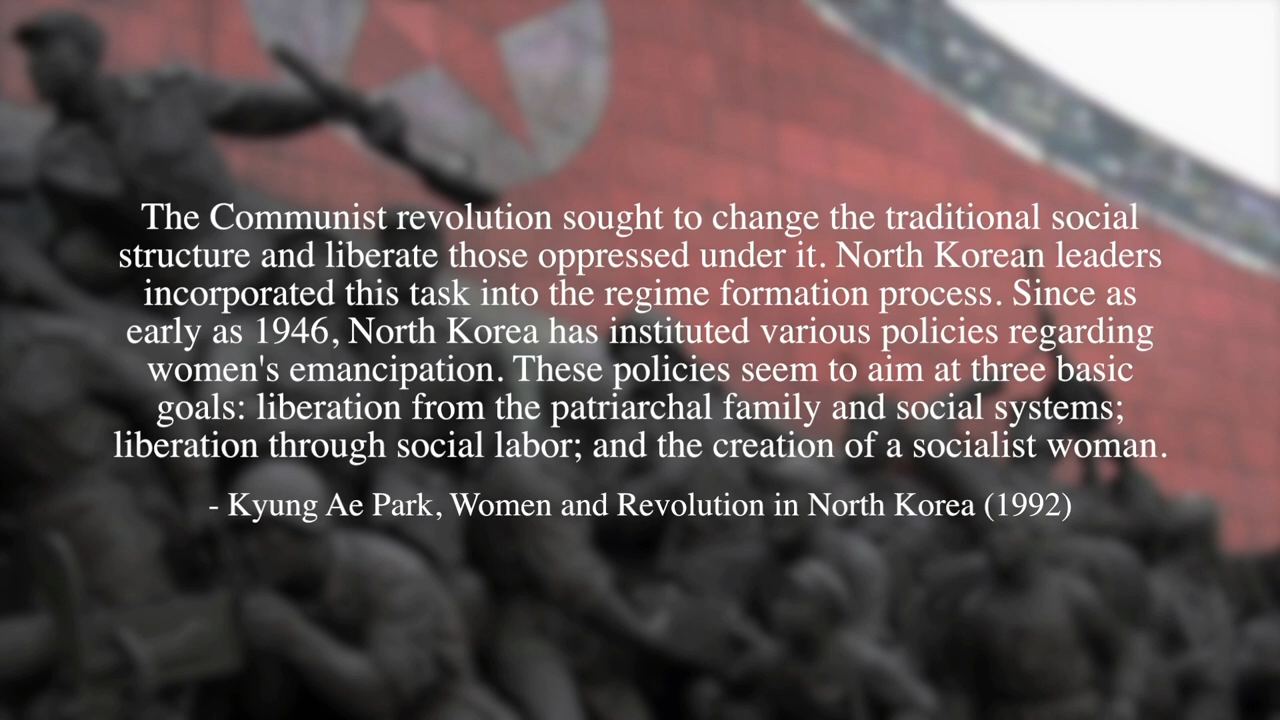 The Communist revolution sought to change the traditional social
structure and liberate those oppressed under it. North Korean leaders
incorporated this task into the regime formation process. Since as
early as 1946, North Korea has instituted various policies regarding
women's emancipation. These policies seem to aim at three basic
goals: liberation from the patriarchal family and social systems;
liberation through social labor; and the creation of a socialist woman.
- Kyung Ae Park, Women and Revolution in North Korea (1992)